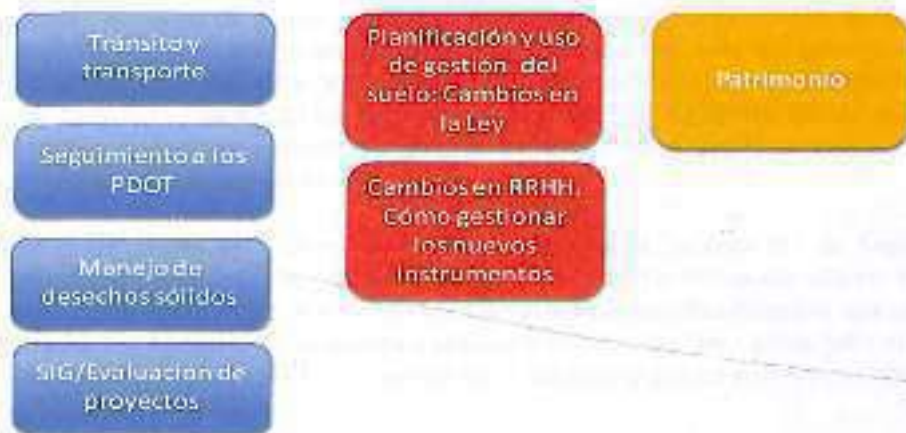 Tránsito y
transporte
Seguimiento a los
PDOT
Manejo de
desechos sólidos
SIG/Evaluación de
proyectos
Planificación y uso
de gestión del
suelo: Cambios en
la Ley
Cambios en RRHH.
Cómo gestionar
los nuevos
instrumentos
Patrimonio